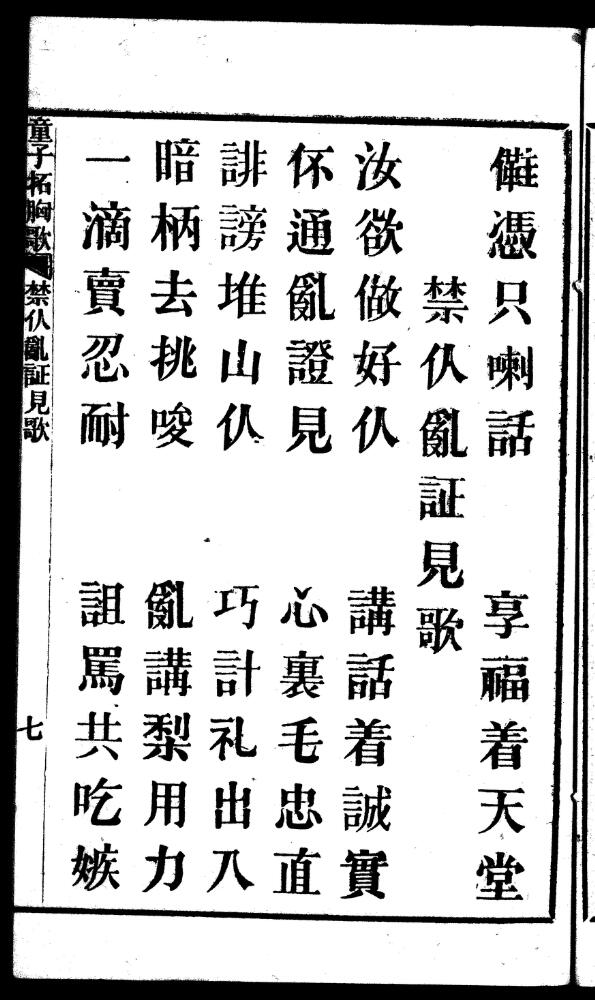 儺憑只喇話　享福着天堂
禁仈亂証見歌
汝欲做好仈　講話着誠實
伓通亂證見　心裏毛忠直
誹謗堆山仈　巧計礼出入
暗柄去挑唆　亂講梨用力
一滴賣忍耐　詛罵共吃嫉
童子拓胸歌　禁仈亂証見歌
七